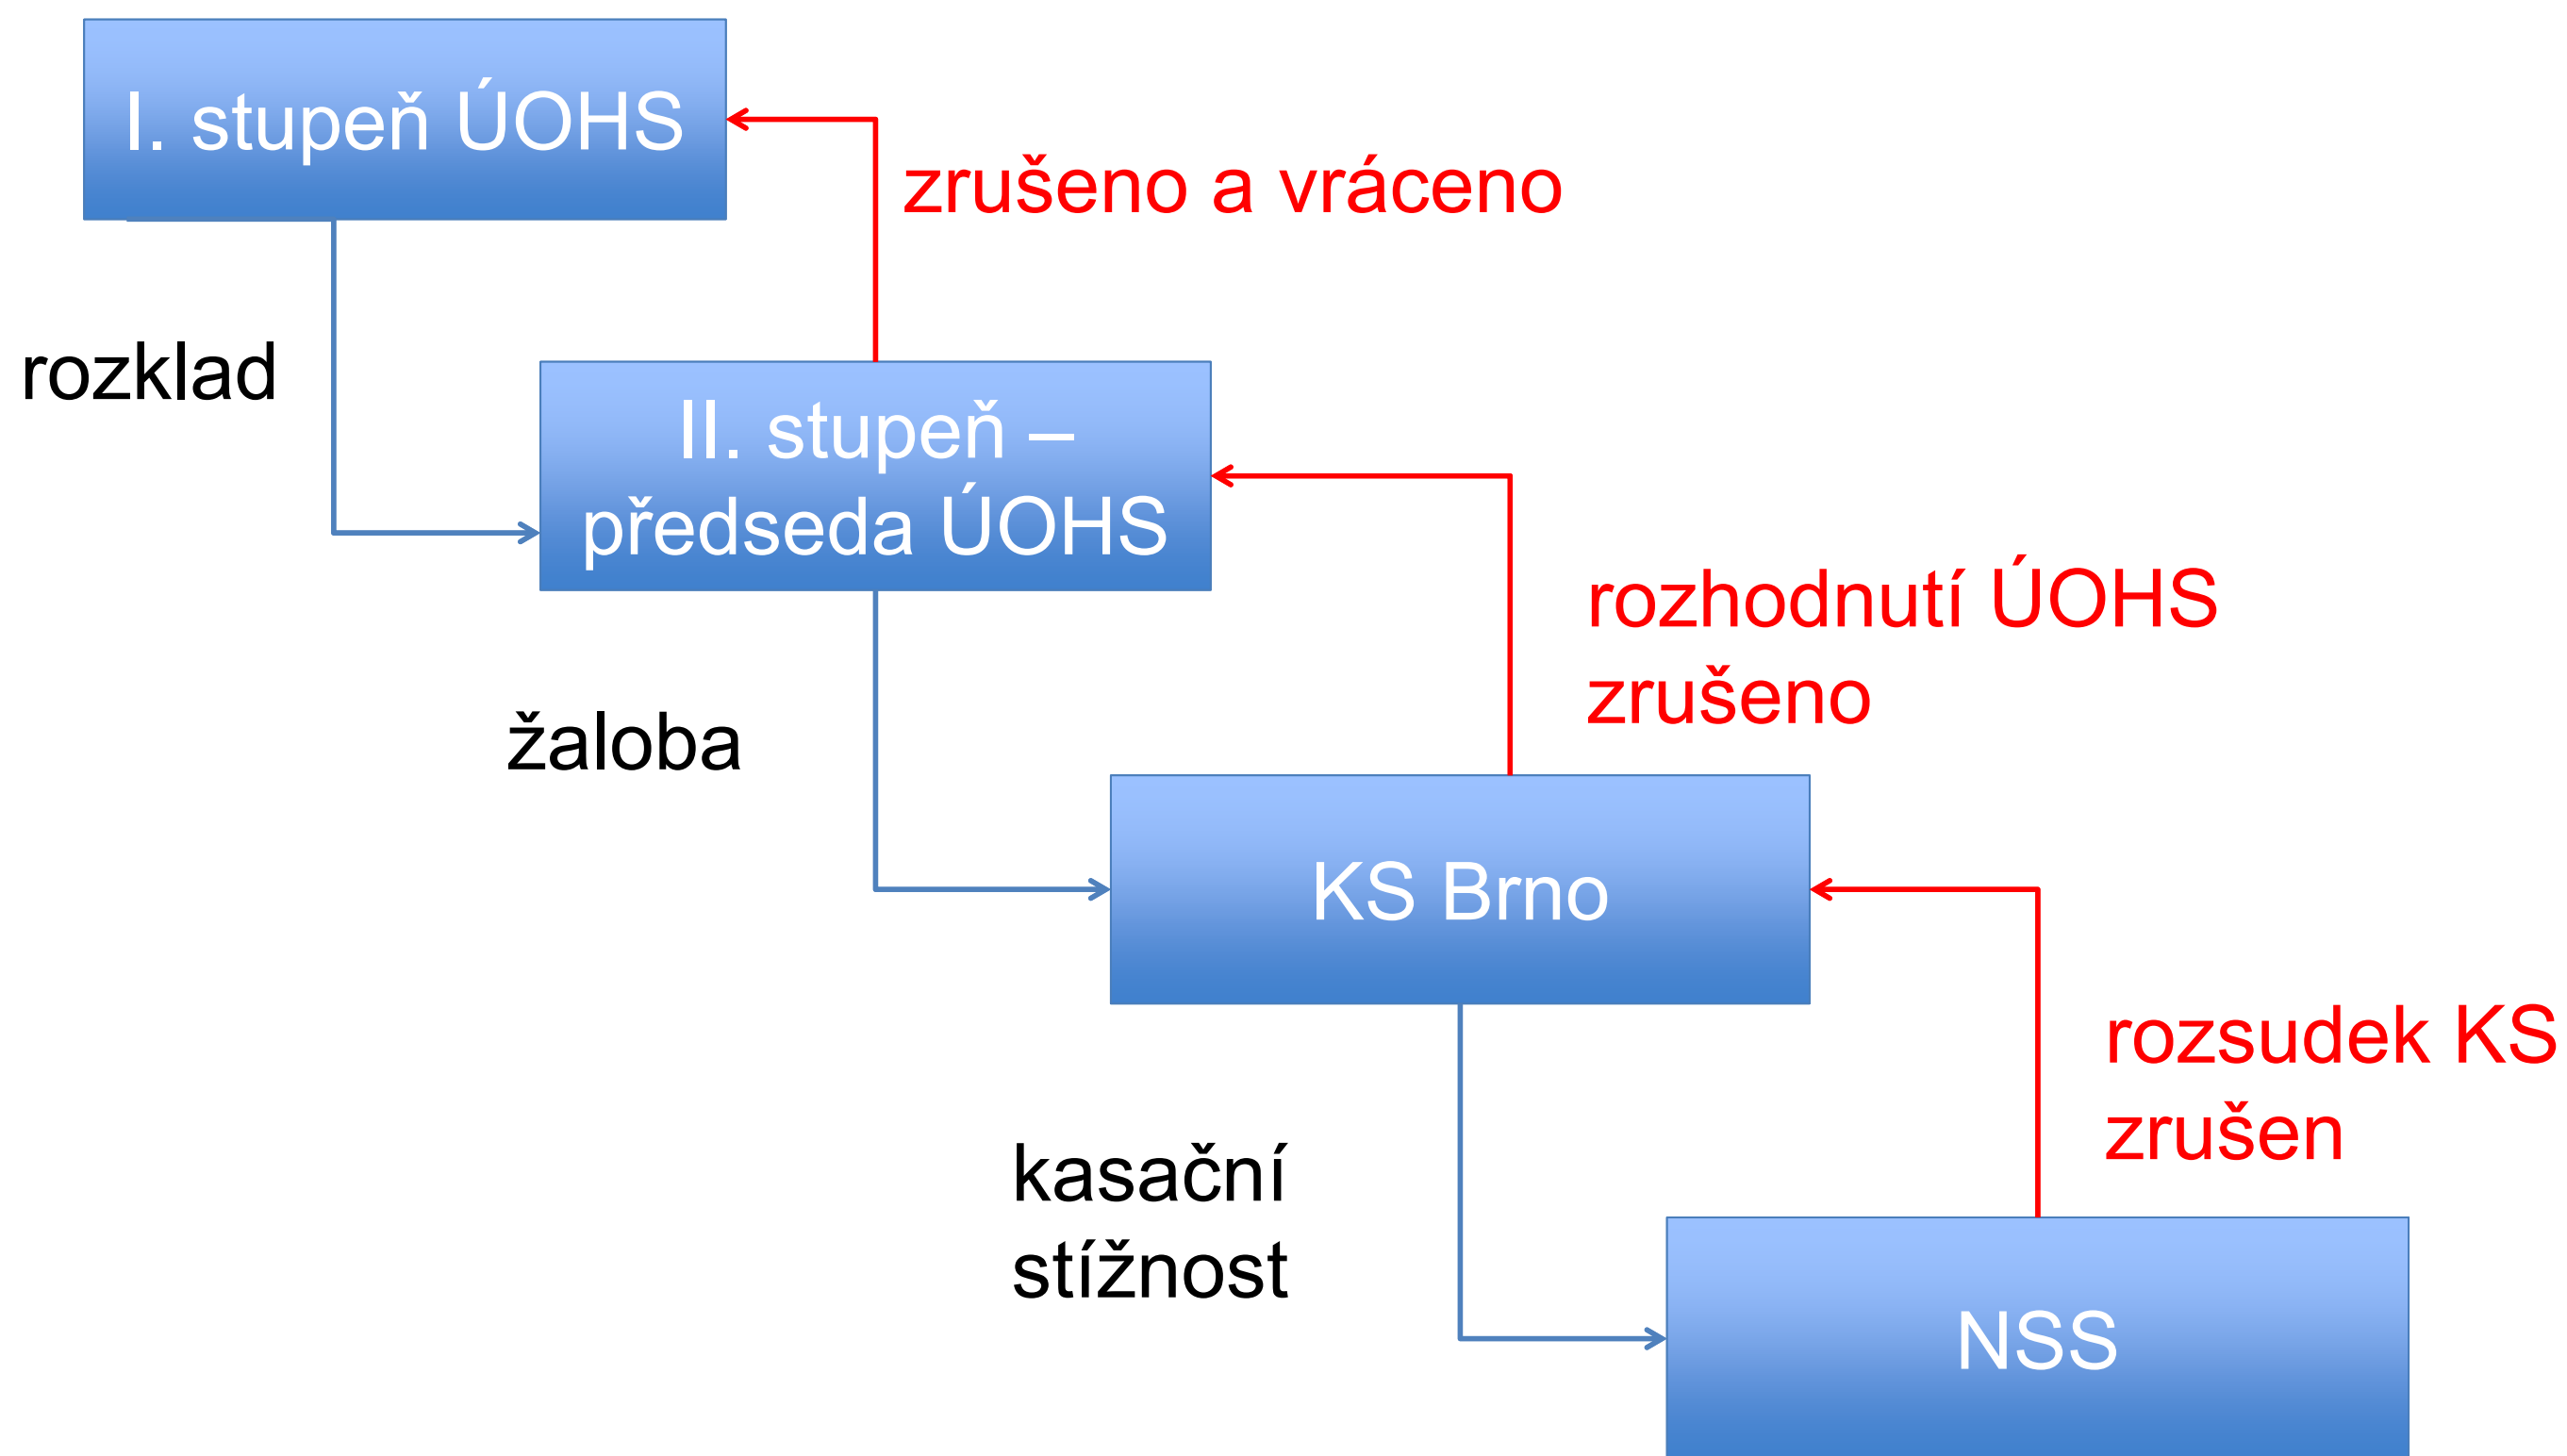 I. stupeň ÚOHS
zrušeno a vráceno
rozklad
II. stupeň –
předseda ÚOHS
rozhodnutí ÚOHS
zrušeno
žaloba
KS Brno
rozsudek KS
zrušen
kasační
stížnost
NSS